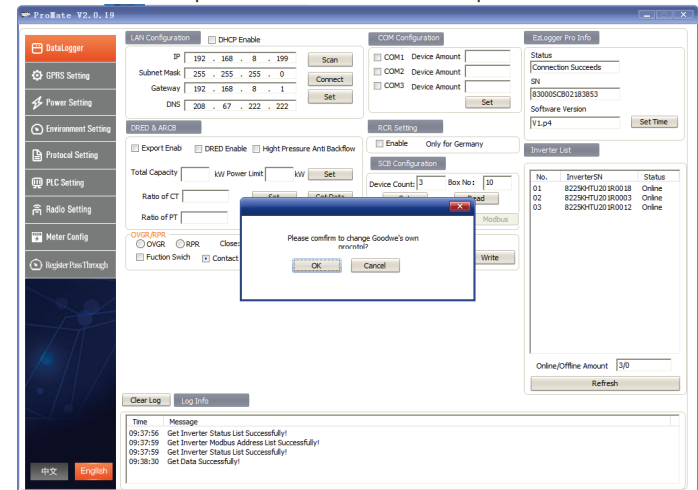 ProMate V2.0.19
DataLogger
GPRS Setting
Power Setting
Environment Setting
Protocol Setting
PLC Setting
Radio Setting
Meter Config
Register Pass Through
中文 English
LAN Configuration DHCP Enable
IP 192 . 168 . 8 . 199 Scan
Subnet Mask 255 . 255 . 255 . 0 Connect
Gateway 192 . 168 . 8 . 1
DNS 208 . 67 . 222 . 222 Set
COM Configuration
COM1 Device Amount
COM2 Device Amount
COM3 Device Amount
Set
EzLogger Pro Info
Status
Connection Succeeds
SN
83000SCB02183853
Software Version
V1.p4 Set Time
DRED & ARCB
Export Enab DRED Enable Hight Pressure Anti Backflow
Total Capacity kW Power Limit kW Set
Ratio of CT
Ratio of PT
RCR Setting
Enable Only for Germany
SCB Configuration
Device Count: 3 Box No: 10
Modbus
OVGR/RPR
OVGR RPR Close:
Fuction Swich Contact
Write
Please comfirm to change Goodwe's own
procotol?
OK Cancel
Inverter List
No. InverterSN Status
01 8225KHTU201R0018 Online
02 8225KHTU201R0003 Online
03 8225KHTU201R0012 Online
Online/Offline Amount 3/0
Refresh
Clear Log Log Info
Time Message
09:37:56 Get Inverter Status List Successfully!
09:37:59 Get Inverter Modbus Address List Successfully!
09:37:59 Get Inverter Status List Successfully!
09:38:30 Get Data Successfully!